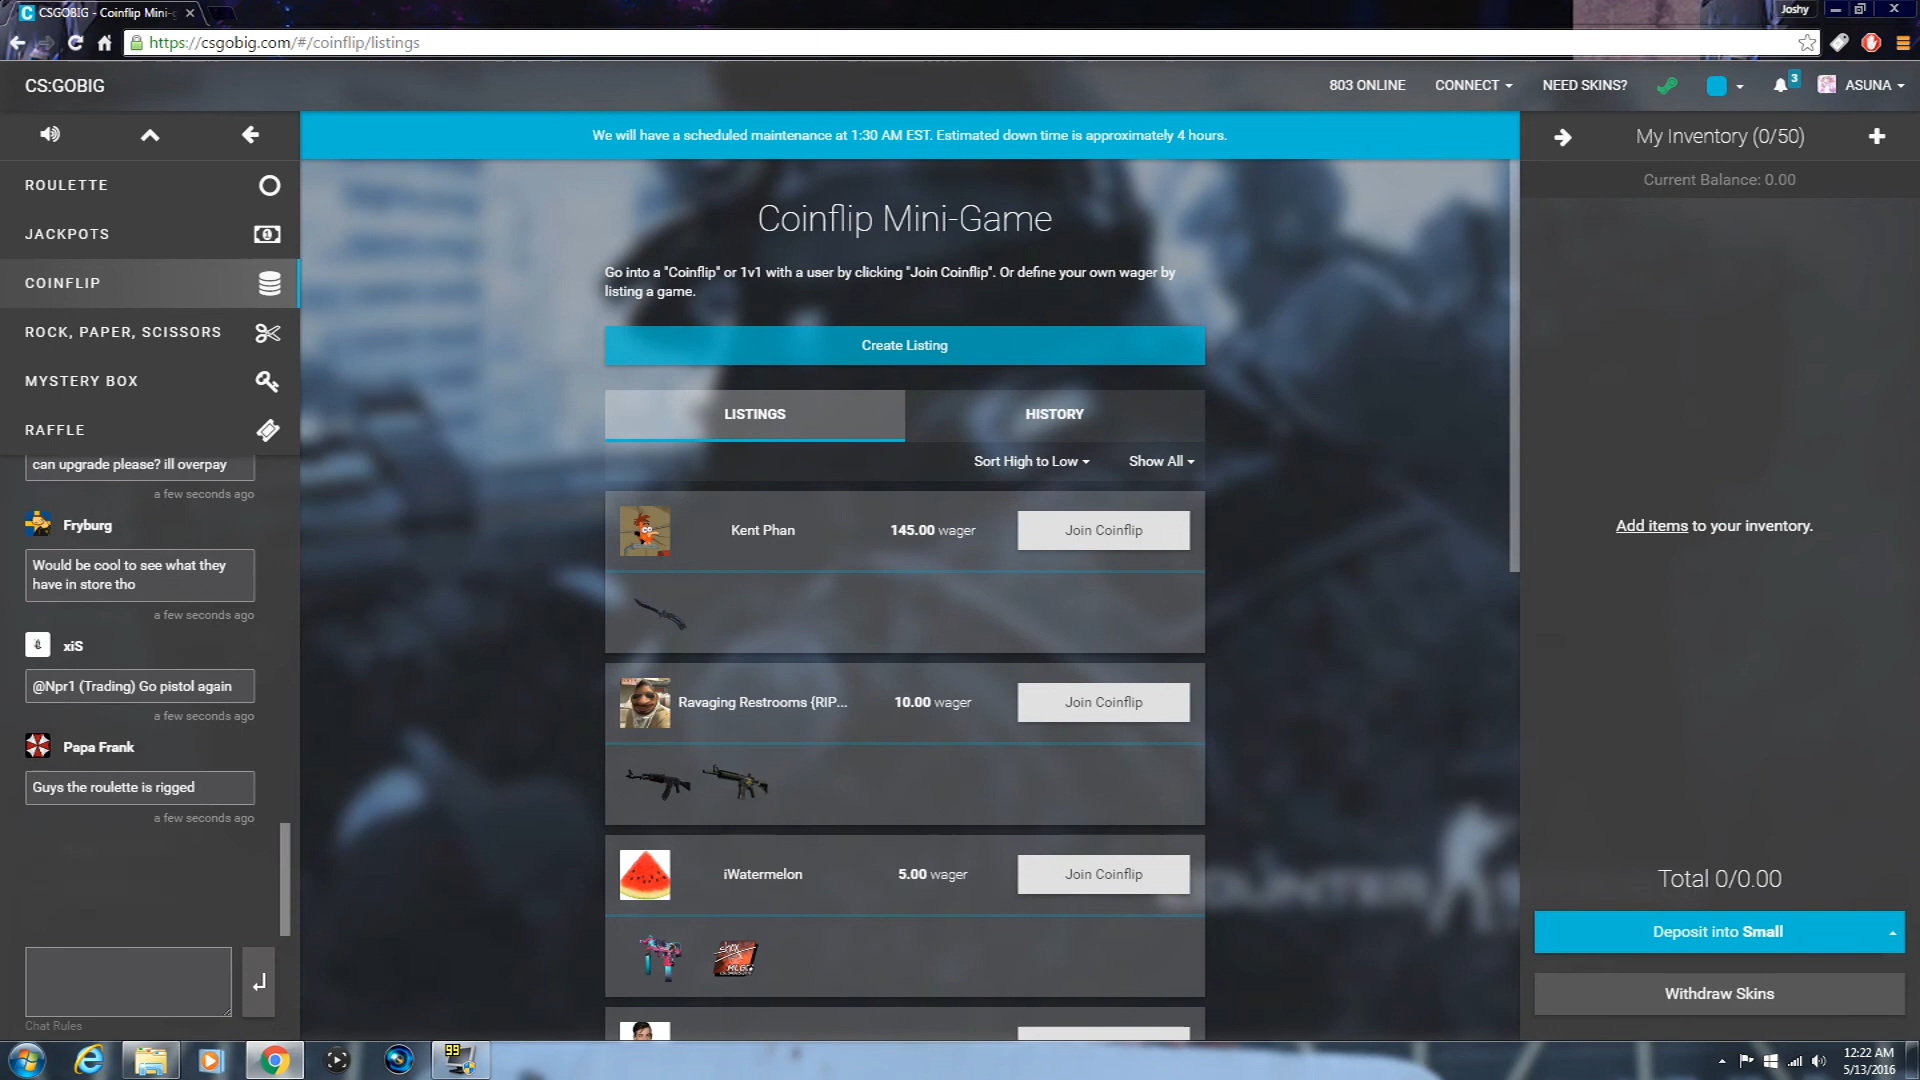 CSGOBIG - Coinflip Mini-
Joshy
https://csgobig.com/#/coinflip/listings
CS:GOBIG
803 ONLINE
CONNECT
NEED SKINS?
3
ASUNA
We will have a scheduled maintenance at 1:30 AM EST. Estimated down time is approximately 4 hours.
My Inventory (0/50)
Current Balance: 0.00
ROULETTE
JACKPOTS
COINFLIP
ROCK, PAPER, SCISSORS
MYSTERY BOX
RAFFLE
can upgrade please? ill overpay
a few seconds ago
Fryburg
Would be cool to see what they
have in store tho
a few seconds ago
xiS
@Npr1 (Trading) Go pistol again
a few seconds ago
Papa Frank
Guys the roulette is rigged
a few seconds ago
Chat Rules
Coinflip Mini-Game
Go into a "Coinflip" or 1v1 with a user by clicking "Join Coinflip". Or define your own wager by
listing a game.
Create Listing
LISTINGS
HISTORY
Sort High to Low
Show All
Kent Phan
145.00 wager
Join Coinflip
Ravaging Restrooms {RIP...
10.00 wager
Join Coinflip
iWatermelon
5.00 wager
Join Coinflip
Add items to your inventory.
Total 0/0.00
Deposit into Small
Withdraw Skins
99
12:22 AM
5/13/2016